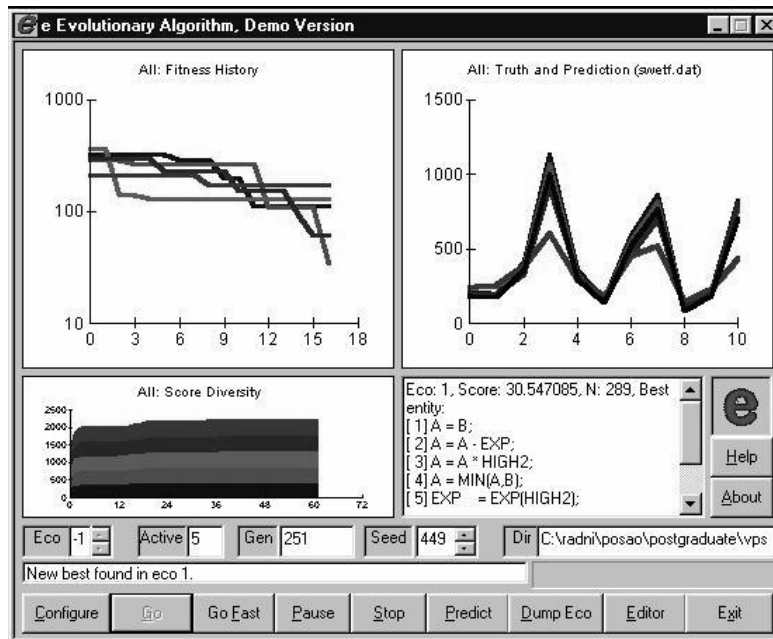 e Evolutionary Algorithm, Demo Version
All: Fitness History
1000
100
10
0 3 6 9 12 15 18
All: Truth and Prediction (swetf.dat)
1500
1000
500
0
0 2 4 6 8 10
All: Score Diversity
2500
2000
1500
1000
500
0
0 12 24 36 48 60 72
Eco: 1, Score: 30.547085, N: 289, Best
entity:
[ 1] A = B;
[ 2] A = A - EXP;
[ 3] A = A * HIGH2;
[ 4] A = MIN(A,B);
[ 5] EXP = EXP(HIGH2);
e
Help
About
Eco -1 Active 5 Gen 251 Seed 449 Dir C:\radni\posao\postgraduate\vps
New best found in eco 1.
Configure Go Go Fast Pause Stop Predict Dump Eco Editor Exit